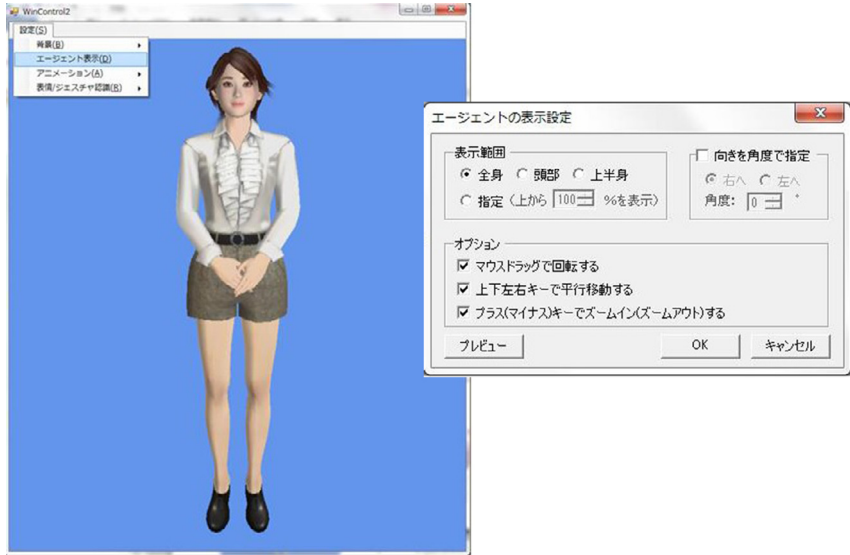 WinControl2
設定(S)
背景(B)
エージェント表示(D)
アニメーション(A)
表情/ジェスチャ認識(R)
エージェントの表示設定
表示範囲
全身 頭部 上半身
指定 (上から 100 %を表示)
向きを角度で指定
右へ 左へ
角度: 0 °
オプション
マウスドラッグで回転する
上下左右キーで平行移動する
プラス(マイナス)キーでズームイン(ズームアウト)する
プレビュー OK キャンセル